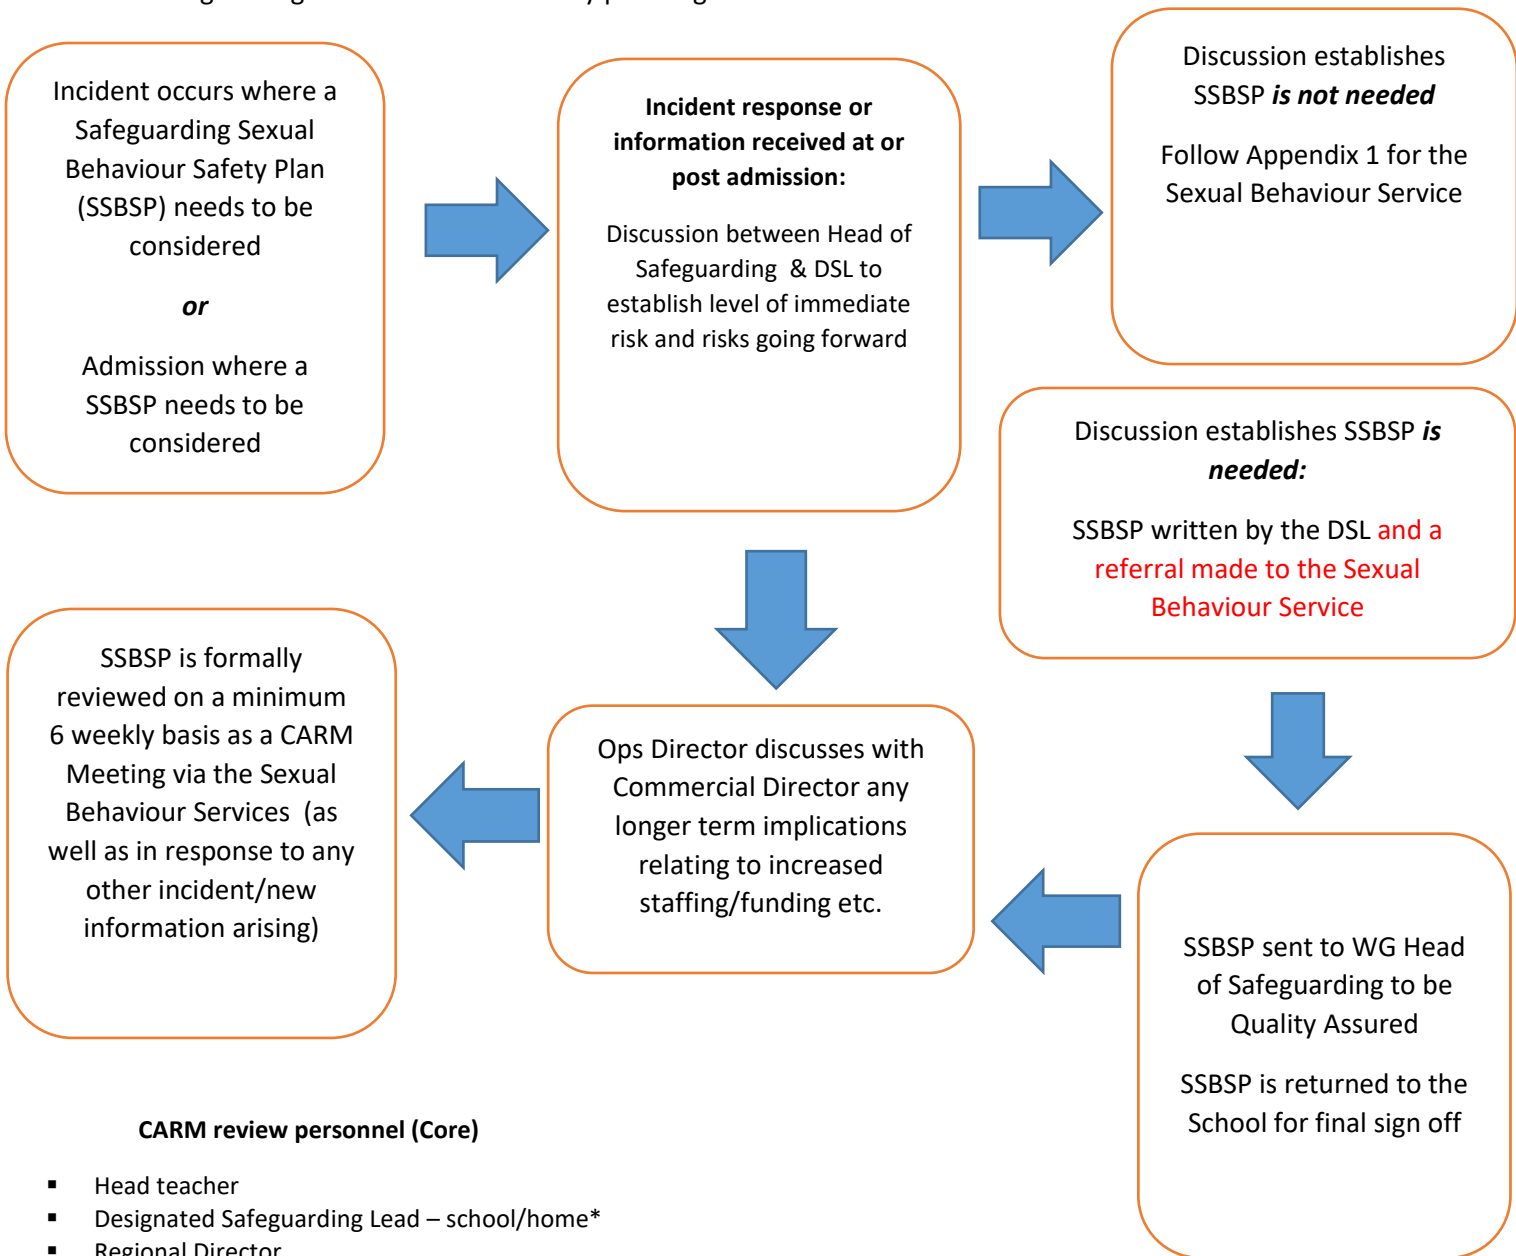 Incident occurs where a
Safeguarding Sexual
Behaviour Safety Plan
(SSBSP) needs to be
considered
or
Admission where a
SSBSP needs to be
considered
Incident response or
information received at or
post admission:
Discussion between Head of
Safeguarding & DSL to
establish level of immediate
risk and risks going forward
Discussion establishes
SSBSP is not needed
Follow Appendix 1 for the
Sexual Behaviour Service
Discussion establishes SSBSP is
needed:
SSBSP written by the DSL and a
referral made to the Sexual
Behaviour Service
SSBSP is formally
reviewed on a minimum
6 weekly basis as a CARM
Meeting via the Sexual
Behaviour Services (as
well as in response to any
other incident/new
information arising)
Ops Director discusses with
Commercial Director any
longer term implications
relating to increased
staffing/funding etc.
SSBSP sent to WG Head
of Safeguarding to be
Quality Assured
SSBSP is returned to the
School for final sign off
CARM review personnel (Core)
▪ Head teacher
▪ Designated Safeguarding Lead – school/home*
▪ Regional Director